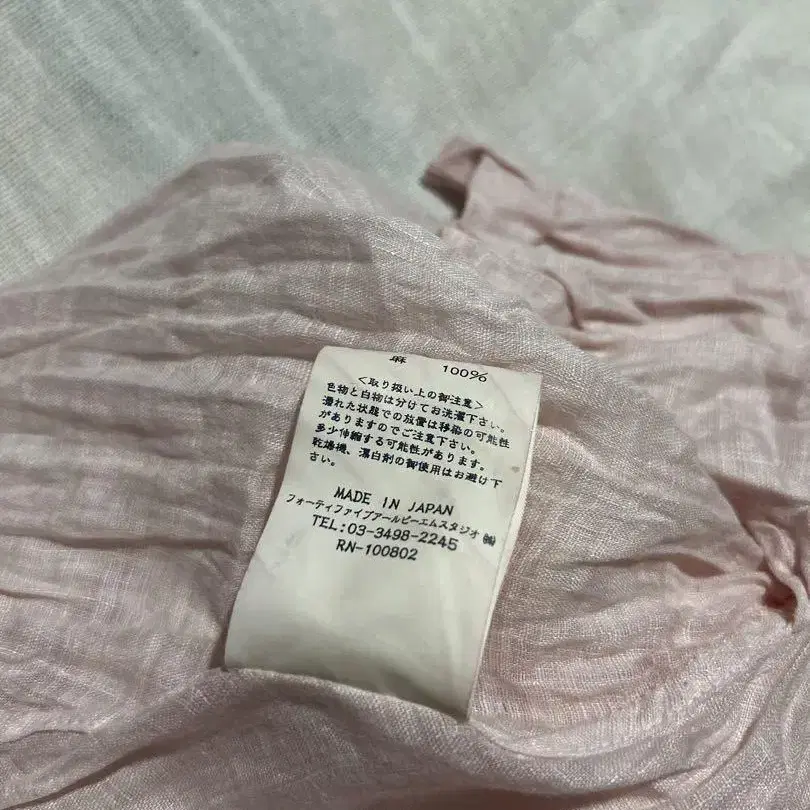 麻 100%
<取り扱い上の御注意>
色物と白物は分けてお洗濯下さい。
濡れた状態での放置は移染の可能性
がありますのでご注意下さい。
多少伸縮する可能性があります。
乾燥機、漂白剤の御使用はお避け下
さい。
MADE IN JAPAN
フォーティファイブアールピーエムスタジオ㈱
TEL:03-3498-2245
RN-100802